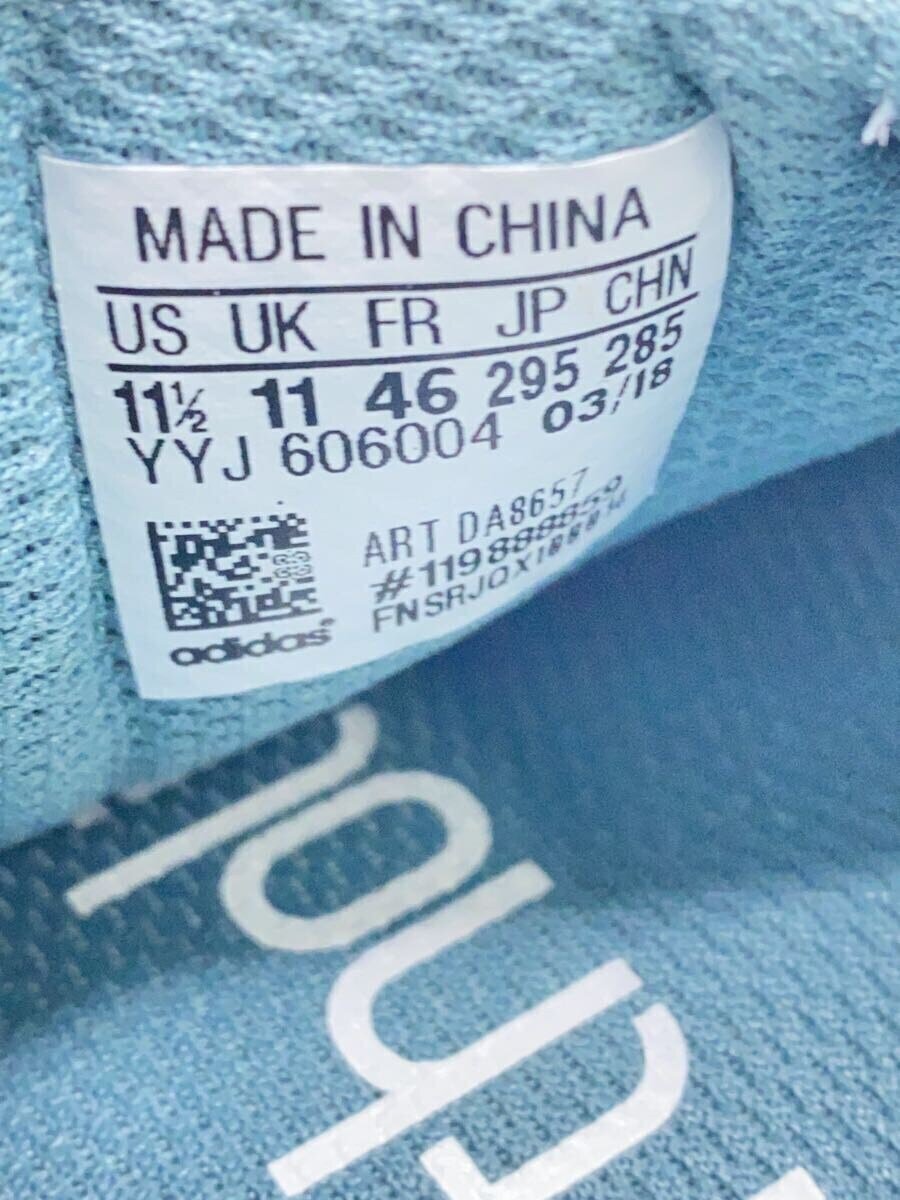 MADE IN CHINA
US UK FR JP CHN
11½ 11 46 295 285
YYJ 606004 03/18
ART DA8657
#119888859
adidas